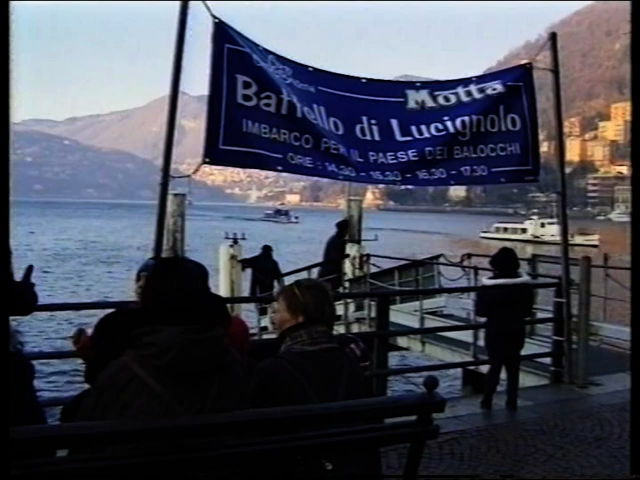 Motta
Battello di Lucignolo
IMBARCO PER IL PAESE DEI BALOCCHI
ORE : 14,30 - 15,30 - 16,30 - 17,30